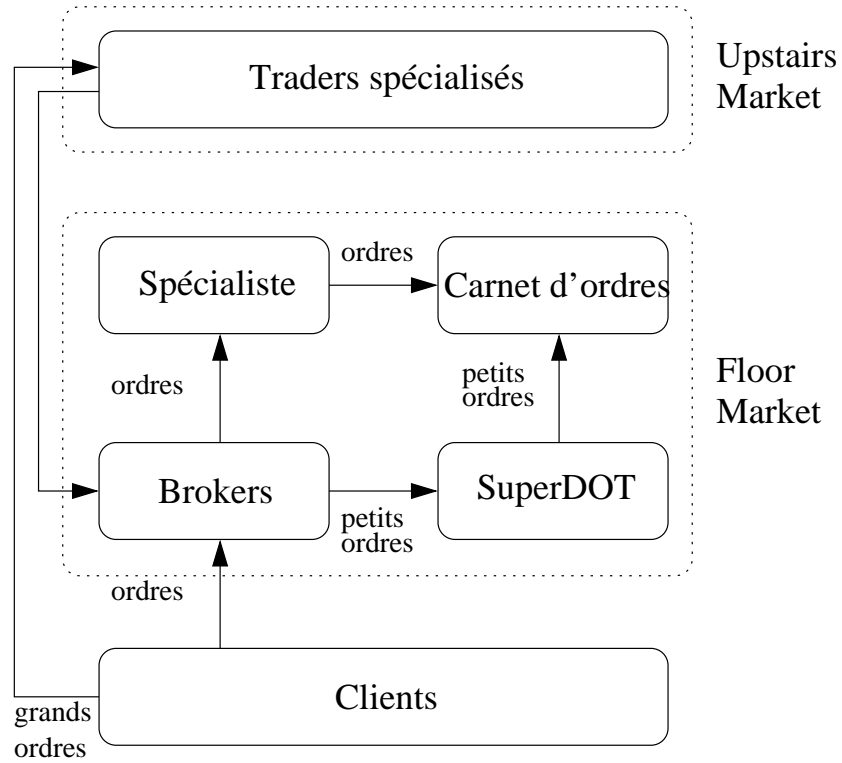 Traders spécialisés
Upstairs
Market
Spécialiste
ordres
Carnet d'ordres
ordres
petits
ordres
Floor
Market
Brokers
petits
ordres
SuperDOT
ordres
Clients
grands
ordres